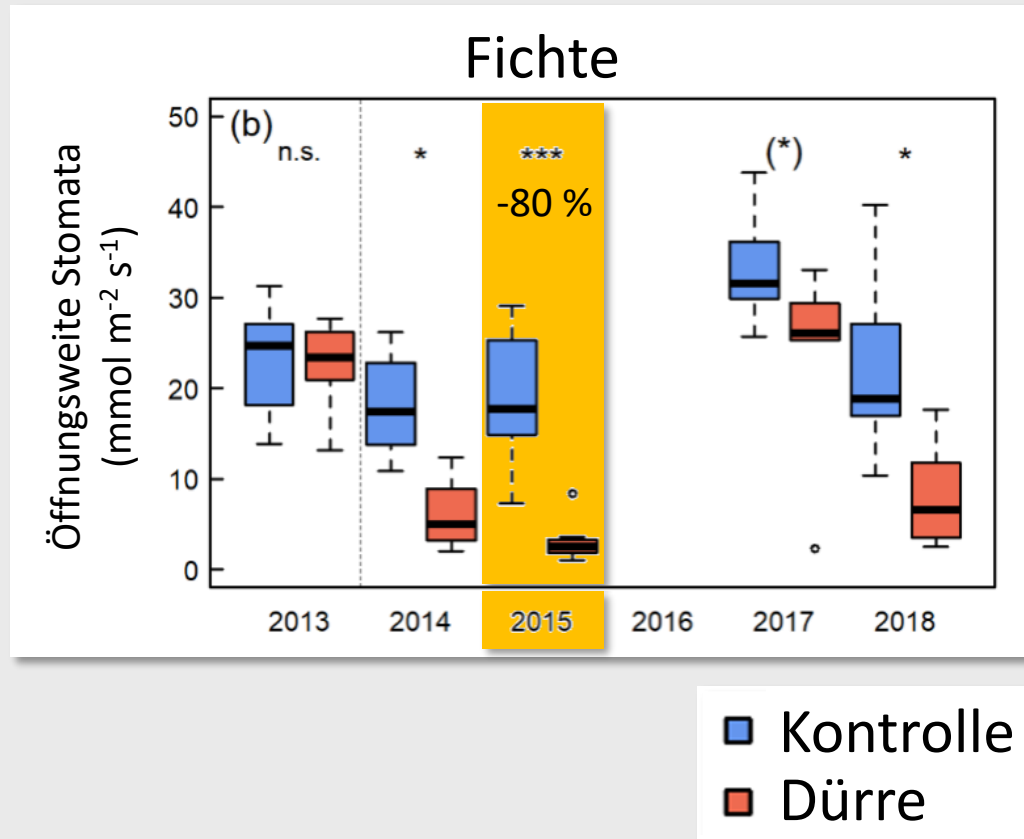 Fichte
Öffnungsweite Stomata
(mmol m⁻² s⁻¹)
50
40
30
20
10
0
(b)
n.s.
*
***
(*)
*
-80 %
2013
2014
2015
2016
2017
2018
Kontrolle
Dürre